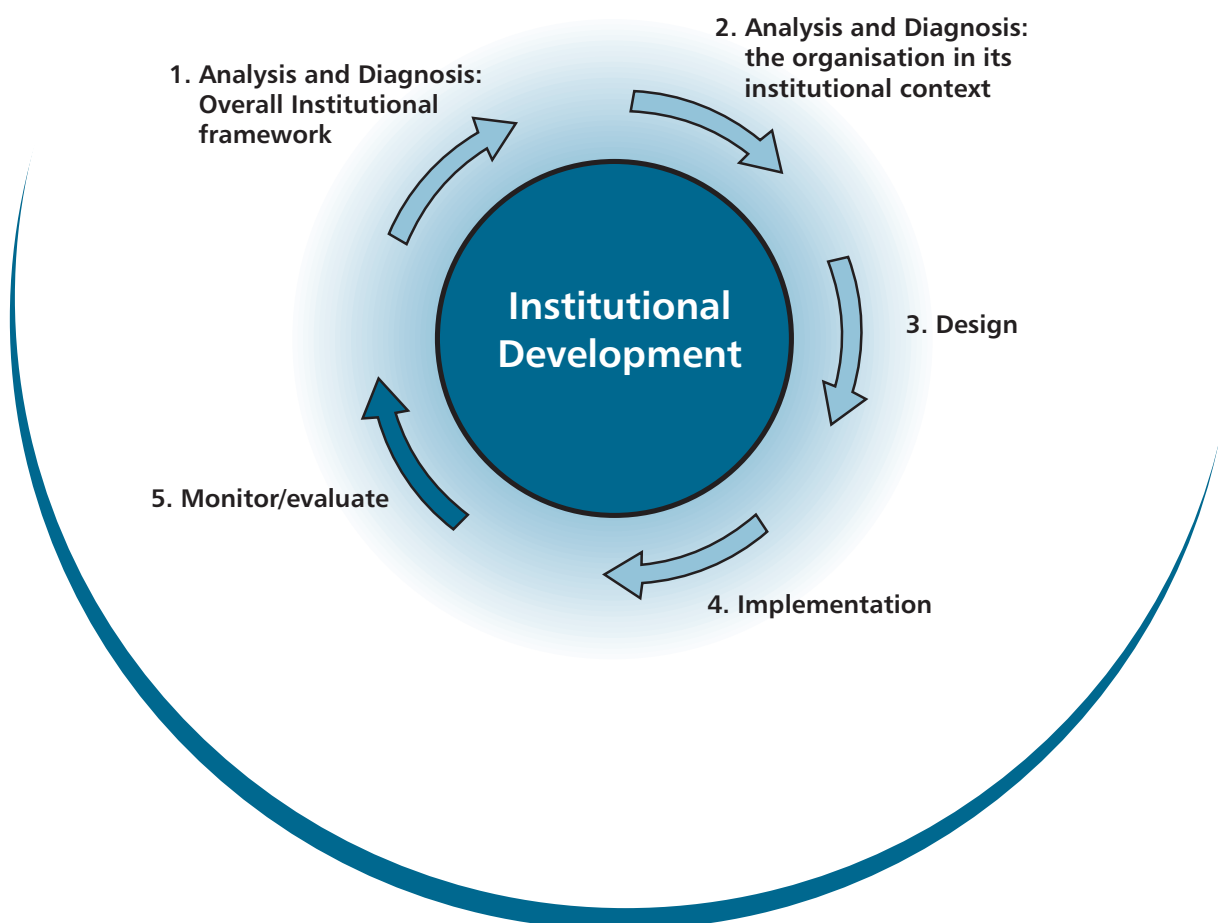 1. Analysis and Diagnosis:
Overall Institutional
framework
2. Analysis and Diagnosis:
the organisation in its
institutional context
Institutional
Development
3. Design
4. Implementation
5. Monitor/evaluate